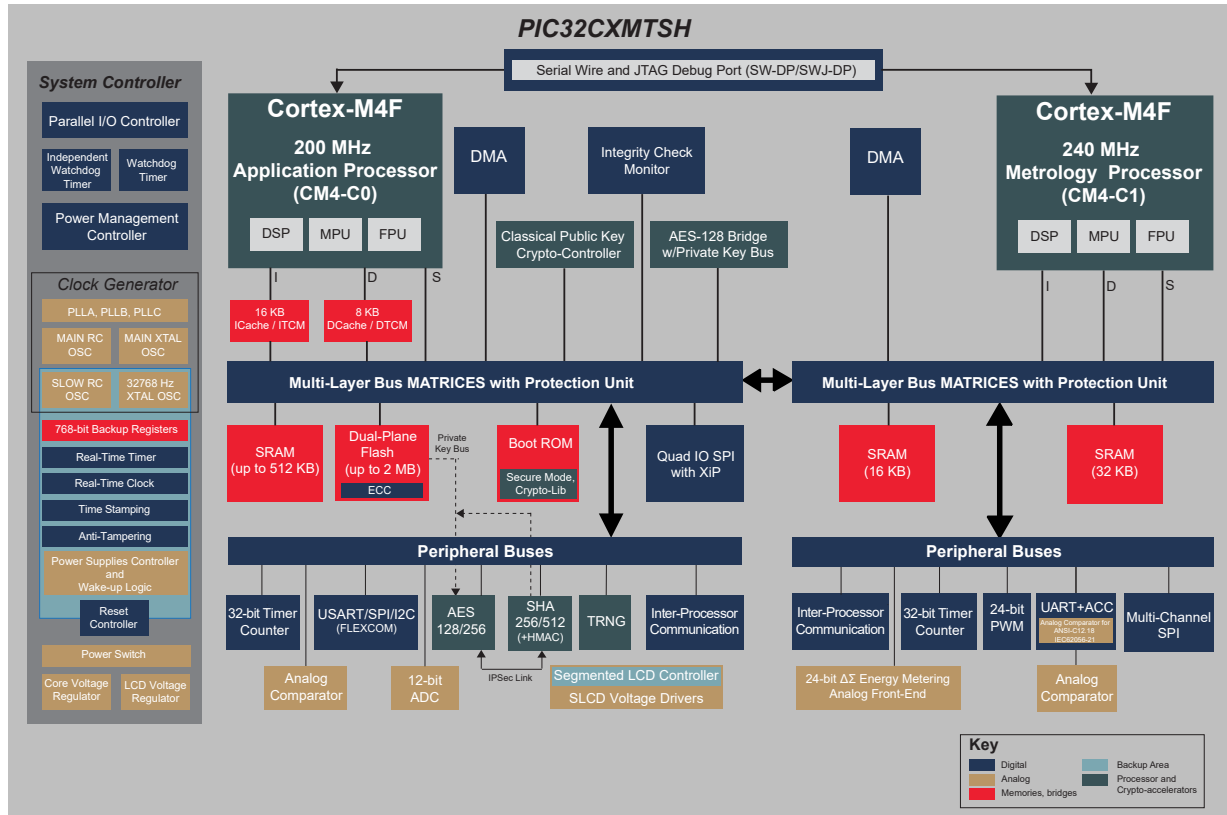 PIC32CXMTSH
Serial Wire and JTAG Debug Port (SW-DP/SWJ-DP)
System Controller
Parallel I/O Controller
Independent
Watchdog
Timer
Watchdog
Timer
Power Management
Controller
Clock Generator
PLLA, PLLB, PLLC
MAIN RC
OSC
MAIN XTAL
OSC
SLOW RC
OSC
32768 Hz
XTAL OSC
768-bit Backup Registers
Real-Time Timer
Real-Time Clock
Time Stamping
Anti-Tampering
Power Supplies Controller
and
Wake-up Logic
Reset
Controller
Power Switch
Core Voltage
Regulator
LCD Voltage
Regulator
Cortex-M4F
200 MHz
Application Processor
(CM4-C0)
DSP
MPU
FPU
I
D
S
16 KB
ICache / ITCM
8 KB
DCache / DTCM
DMA
Integrity Check
Monitor
Classical Public Key
Crypto-Controller
AES-128 Bridge
w/Private Key Bus
Multi-Layer Bus MATRICES with Protection Unit
SRAM
(up to 512 KB)
Dual-Plane
Flash
(up to 2 MB)
ECC
Private
Key Bus
Boot ROM
Secure Mode,
Crypto-Lib
Quad IO SPI
with XiP
Peripheral Buses
32-bit Timer
Counter
USART/SPI/I2C
(FLEXCOM)
AES
128/256
SHA
256/512
(+HMAC)
TRNG
Inter-Processor
Communication
Analog
Comparator
12-bit
ADC
IPSec Link
Segmented LCD Controller
SLCD Voltage Drivers
DMA
Cortex-M4F
240 MHz
Metrology Processor
(CM4-C1)
DSP
MPU
FPU
I
D
S
Multi-Layer Bus MATRICES with Protection Unit
SRAM
(16 KB)
SRAM
(32 KB)
Peripheral Buses
Inter-Processor
Communication
32-bit Timer
Counter
24-bit
PWM
UART+ACC
Analog Comparator for
ANSI-C12.18
IEC62056-21
Multi-Channel
SPI
24-bit ΔΣ Energy Metering
Analog Front-End
Analog
Comparator
Key
Digital
Analog
Memories, bridges
Backup Area
Processor and
Crypto-accelerators